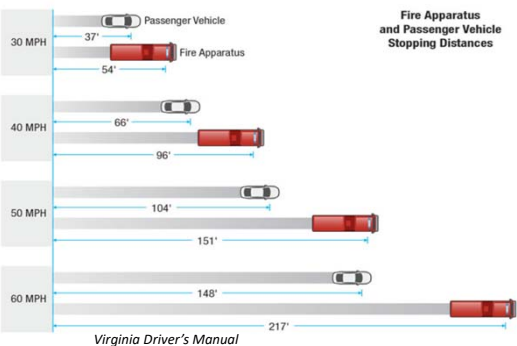 Fire Apparatus
and Passenger Vehicle
Stopping Distances
30 MPH
Passenger Vehicle
37'
Fire Apparatus
54'
40 MPH
66'
96'
50 MPH
104'
151'
60 MPH
148'
217'
Virginia Driver's Manual